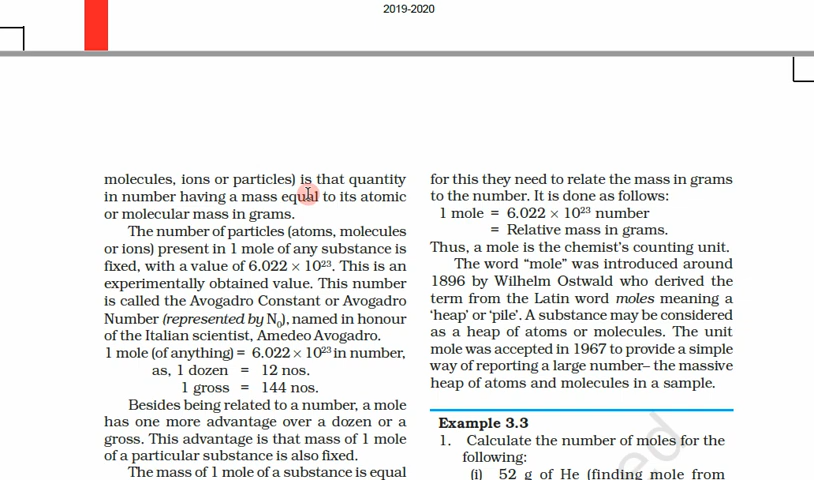 2019-2020
molecules, ions or particles) is that quantity
in number having a mass equal to its atomic
or molecular mass in grams.
The number of particles (atoms, molecules
or ions) present in 1 mole of any substance is
fixed, with a value of 6.022 × 10²³. This is an
experimentally obtained value. This number
is called the Avogadro Constant or Avogadro
Number (represented by N₀), named in honour
of the Italian scientist, Amedeo Avogadro.
1 mole (of anything) = 6.022 × 10²³ in number,
as, 1 dozen = 12 nos.
1 gross = 144 nos.
Besides being related to a number, a mole
has one more advantage over a dozen or a
gross. This advantage is that mass of 1 mole
of a particular substance is also fixed.
The mass of 1 mole of a substance is equal
for this they need to relate the mass in grams
to the number. It is done as follows:
1 mole = 6.022 × 10²³ number
= Relative mass in grams.
Thus, a mole is the chemist's counting unit.
The word “mole” was introduced around
1896 by Wilhelm Ostwald who derived the
term from the Latin word moles meaning a
‘heap’ or ‘pile’. A substance may be considered
as a heap of atoms or molecules. The unit
mole was accepted in 1967 to provide a simple
way of reporting a large number– the massive
heap of atoms and molecules in a sample.
Example 3.3
1. Calculate the number of moles for the
following:
(i) 52 g of He (finding mole from